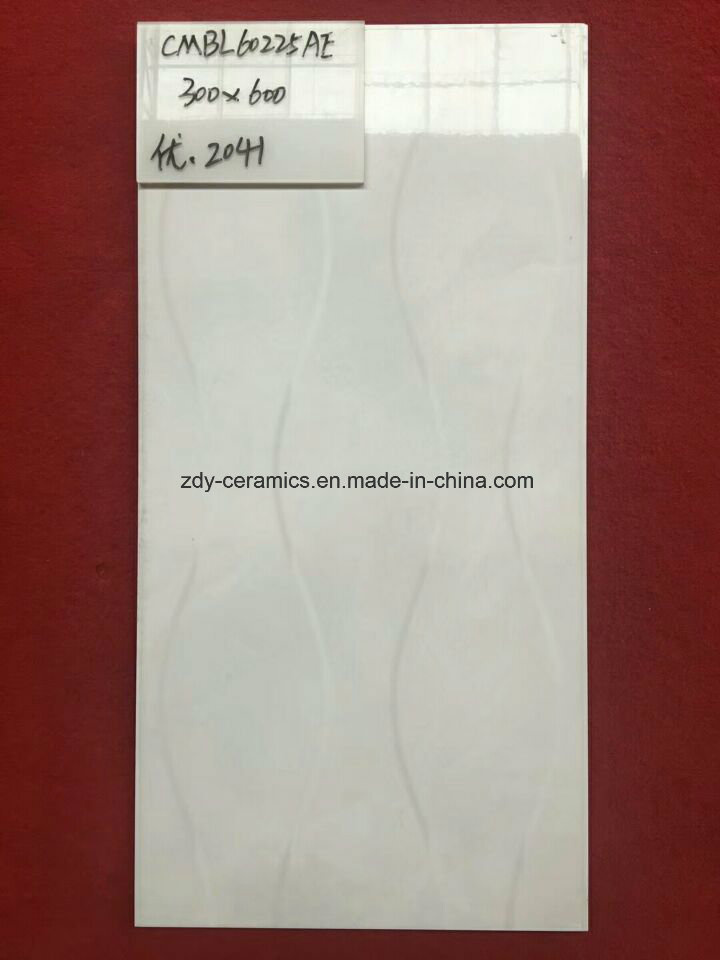 CMBL60225AE
300×600
优. 2041
zdy-ceramics.en.made-in-china.com